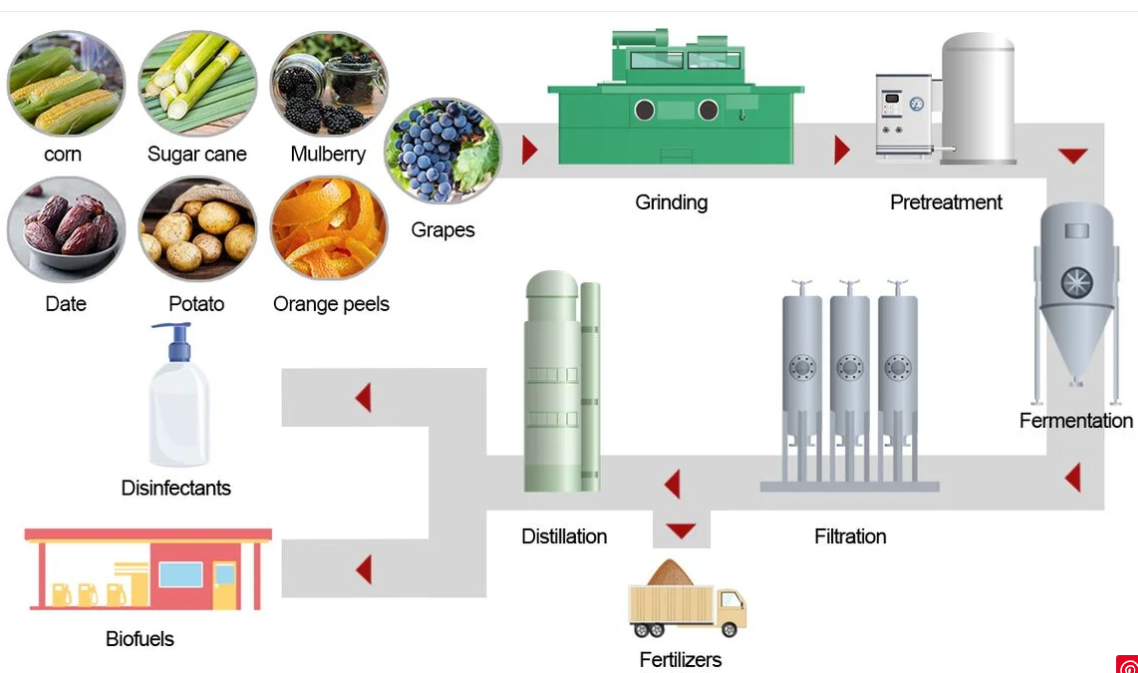 corn
Sugar cane
Mulberry
Grapes
Date
Potato
Orange peels
Grinding
Pretreatment
Fermentation
Filtration
Distillation
Fertilizers
Disinfectants
Biofuels